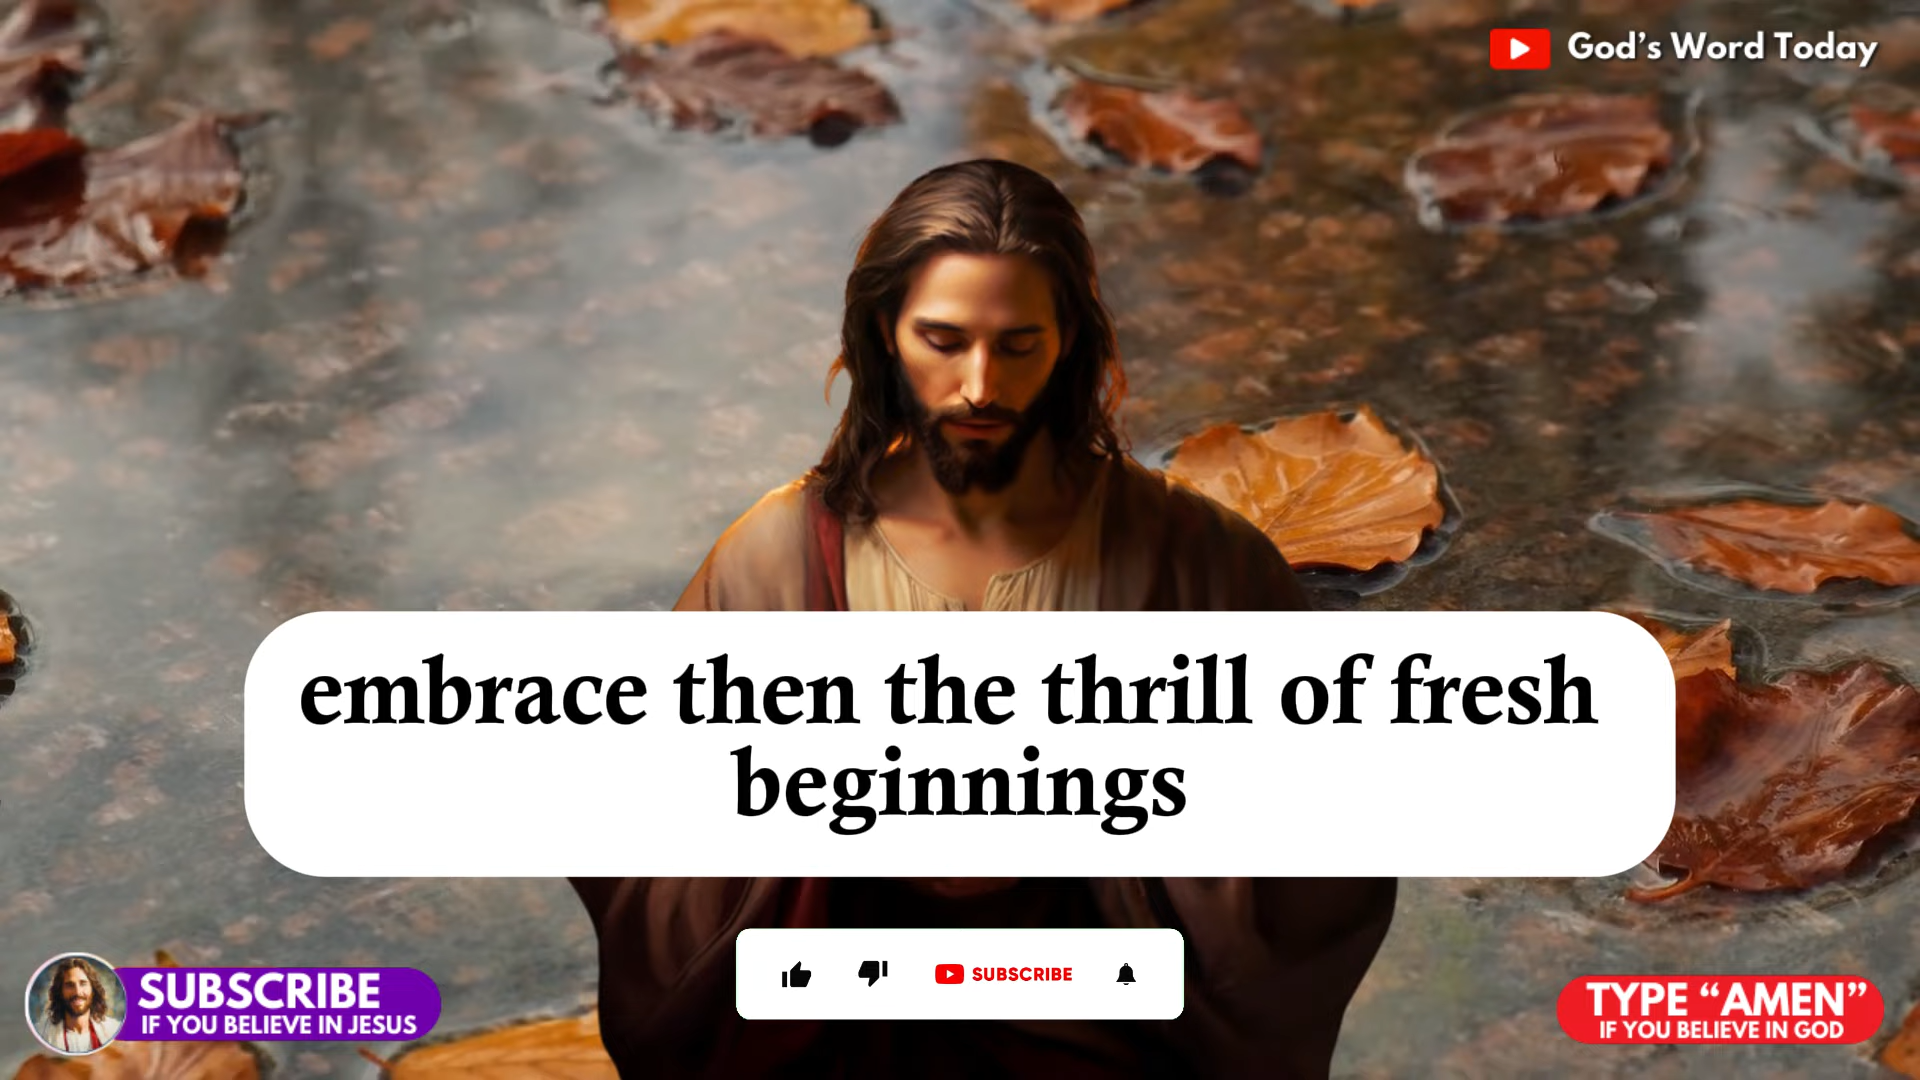 God's Word Today
embrace then the thrill of fresh
beginnings
SUBSCRIBE
SUBSCRIBE
IF YOU BELIEVE IN JESUS
TYPE “AMEN”
IF YOU BELIEVE IN GOD